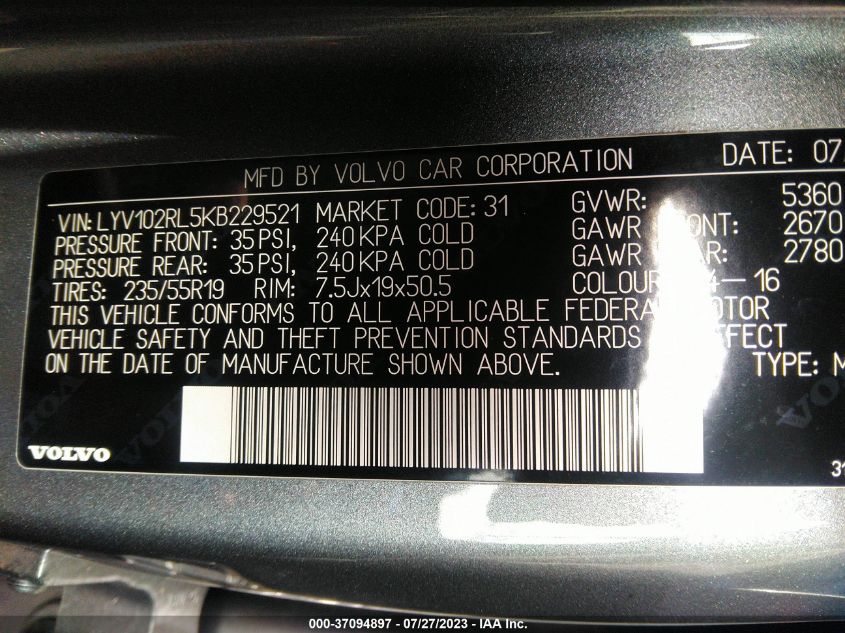 MFD BY VOLVO CAR CORPORATION DATE: 07
VIN: LYV102RL5KB229521 MARKET CODE: 31 GVWR: 5360
PRESSURE FRONT: 35 PSI, 240 KPA COLD GAWR 2670
PRESSURE REAR: 35 PSI, 240 KPA COLD GAWR 2780
TIRES: 235/55R19 RIM: 7.5Jx19x50.5 16
THIS VEHICLE CONFORMS TO ALL APPLICABLE
VEHICLE SAFETY AND THEFT PREVENTION STANDARDS
ON THE DATE OF MANUFACTURE SHOWN ABOVE.
TYPE: M
VOLVO
31
000-37094897 / 07/27/2023 - IAA Inc.